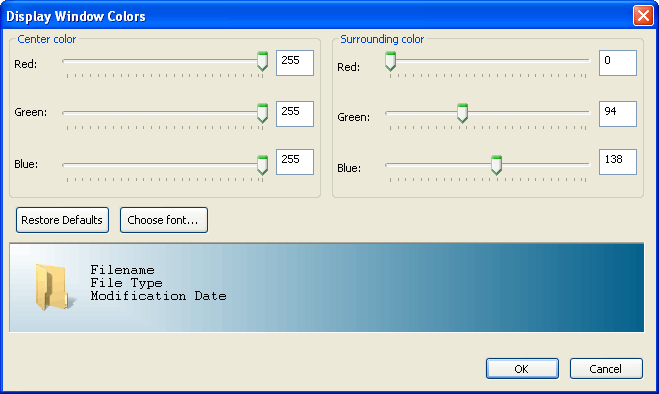 Display Window Colors
Center color
Red: 255
Green: 255
Blue: 255
Surrounding color
Red: 0
Green: 94
Blue: 138
Restore Defaults
Choose font...
Filename
File Type
Modification Date
OK
Cancel